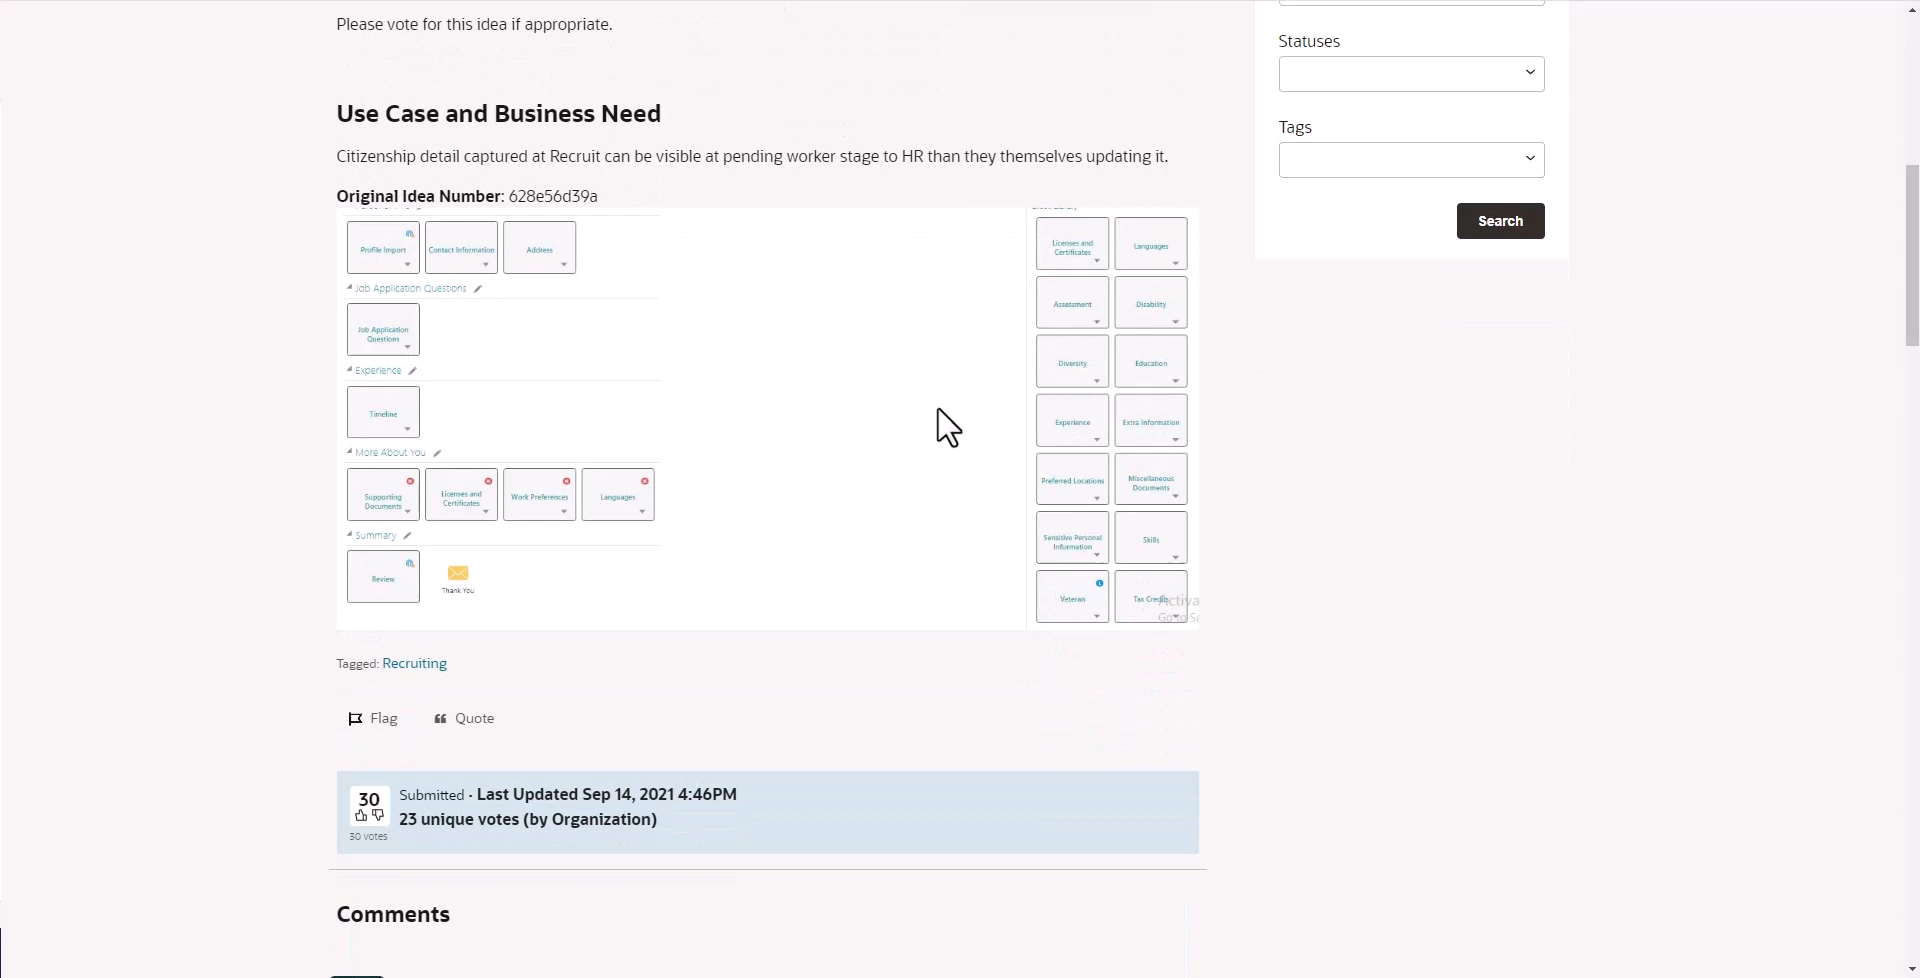 Please vote for this idea if appropriate.
Statuses
Tags
Search
Use Case and Business Need
Citizenship detail captured at Recruit can be visible at pending worker stage to HR than they themselves updating it.
Original Idea Number: 628e56d39a
Profile Import
Contact Information
Address
Job Application Questions
Job Application
Questions
Experience
Timeline
More About You
Supporting
Documents
Licenses and
Certificates
Work Preferences
Languages
Summary
Review
Thank You
Licenses and
Certificates
Languages
Assessment
Disability
Diversity
Education
Experience
Extra Information
Preferred Locations
Miscellaneous
Documents
Sensitive Personal
Information
Skills
Veteran
Tax Credits
Activa
Go to Se
Tagged: Recruiting
Flag
Quote
30
30 votes
Submitted - Last Updated Sep 14, 2021 4:46PM
23 unique votes (by Organization)
Comments